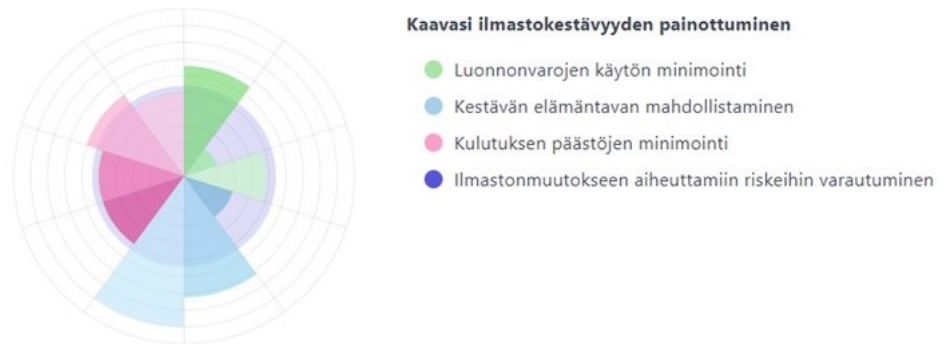 Kaavasi ilmastokestävyyden painottuminen
Luonnonvarojen käytön minimointi
Kestävän elämäntavan mahdollistaminen
Kulutuksen päästöjen minimointi
Ilmastonmuutokseen aiheuttamiin riskeihin varautuminen